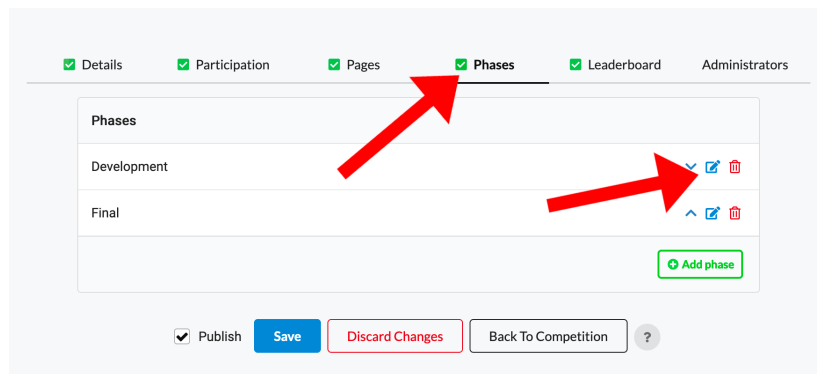 Details Participation Pages Phases Leaderboard Administrators
Phases
Development
Final
Add phase
Publish Save Discard Changes Back To Competition ?